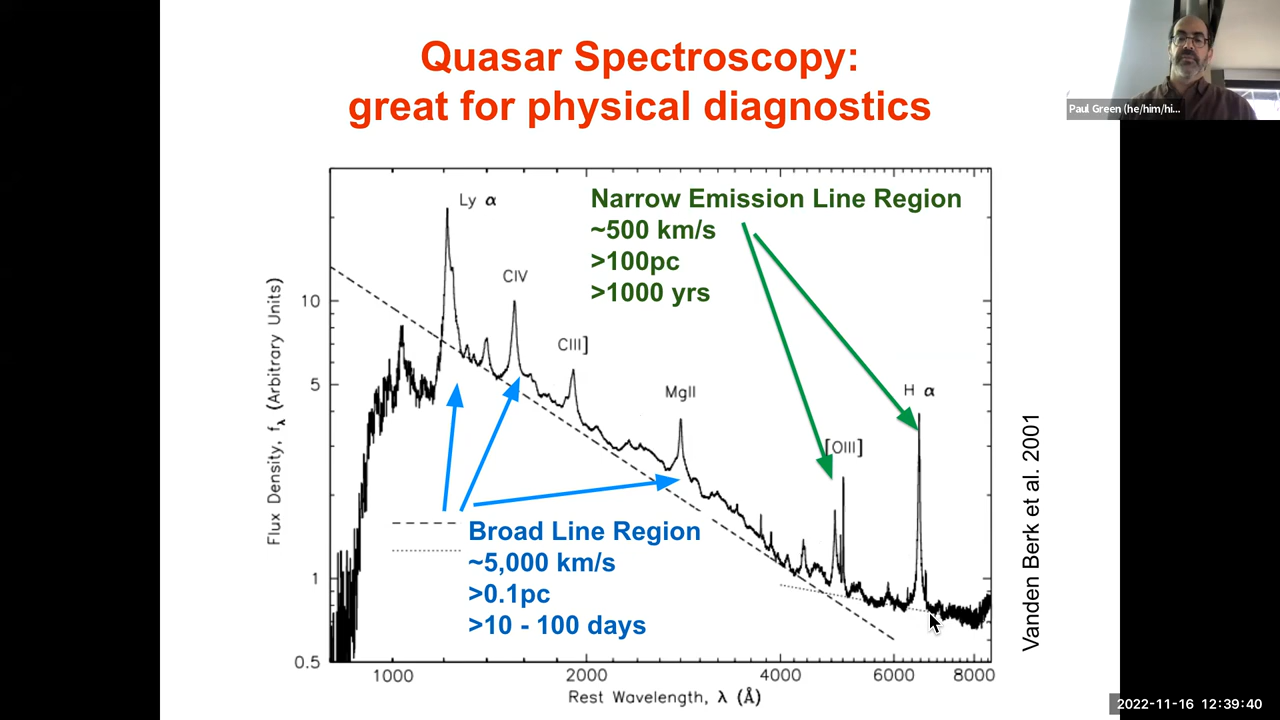 Quasar Spectroscopy:
great for physical diagnostics
Paul Green (he/him/hi...
Ly α
Narrow Emission Line Region
~500 km/s
>100pc
>1000 yrs
CIV
CIII]
MgII
H α
[OIII]
Broad Line Region
~5,000 km/s
>0.1pc
>10 - 100 days
Flux Density, fλ (Arbitrary Units)
10
5
1
0.5
1000
2000
4000
6000
8000
Rest Wavelength, λ (Å)
Vanden Berk et al. 2001
2022-11-16 12:39:40